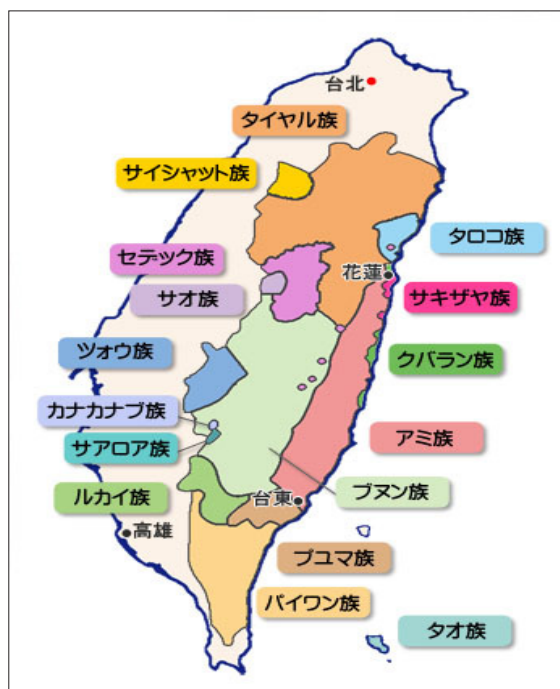 台北
タイヤル族
サイシャット族
タロコ族
セデック族
花蓮
サオ族
サキザヤ族
ツォウ族
クバラン族
カナカナブ族
アミ族
サアロア族
ルカイ族
台東
ブヌン族
高雄
プユマ族
パイワン族
タオ族